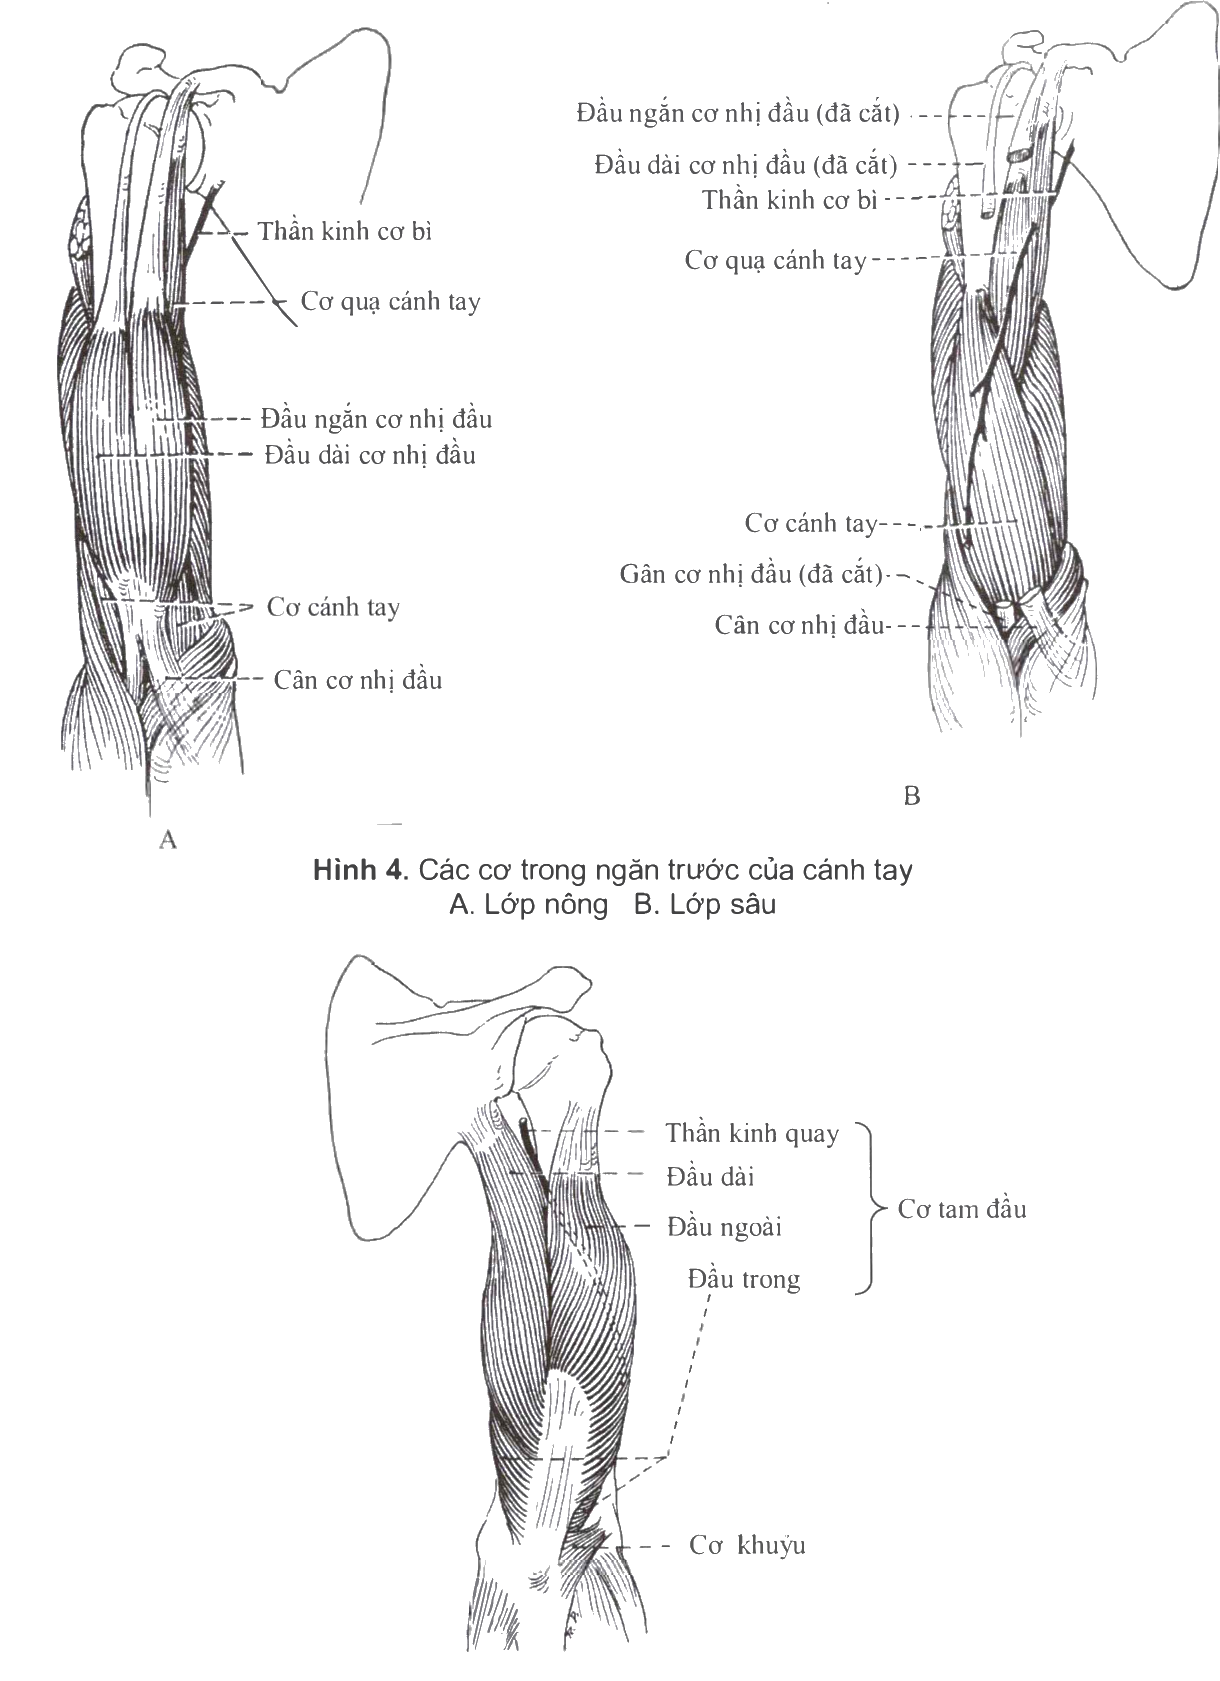 Thần kinh cơ bì
Cơ quạ cánh tay
Đầu ngắn cơ nhị đầu
Đầu dài cơ nhị đầu
Cơ cánh tay
Cân cơ nhị đầu
A
Đầu ngắn cơ nhị đầu (đã cắt)
Đầu dài cơ nhị đầu (đã cắt)
Thần kinh cơ bì
Cơ quạ cánh tay
Cơ cánh tay
Gân cơ nhị đầu (đã cắt)
Cân cơ nhị đầu
B
Hình 4. Các cơ trong ngăn trước của cánh tay
A. Lớp nông B. Lớp sâu
Thần kinh quay
Đầu dài
Đầu ngoài
Đầu trong
Cơ tam đầu
Cơ khuỷu